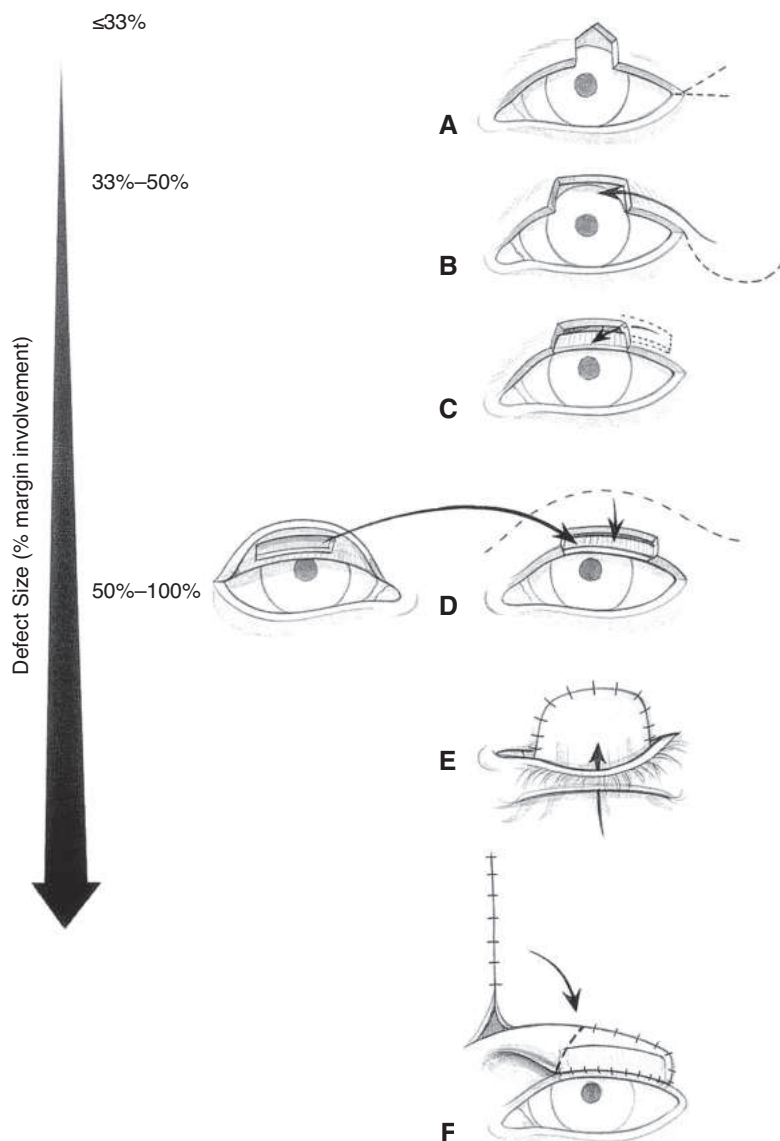 ≤33%
A
33%–50%
B
C
Defect Size (% margin involvement)
50%–100%
D
E
F